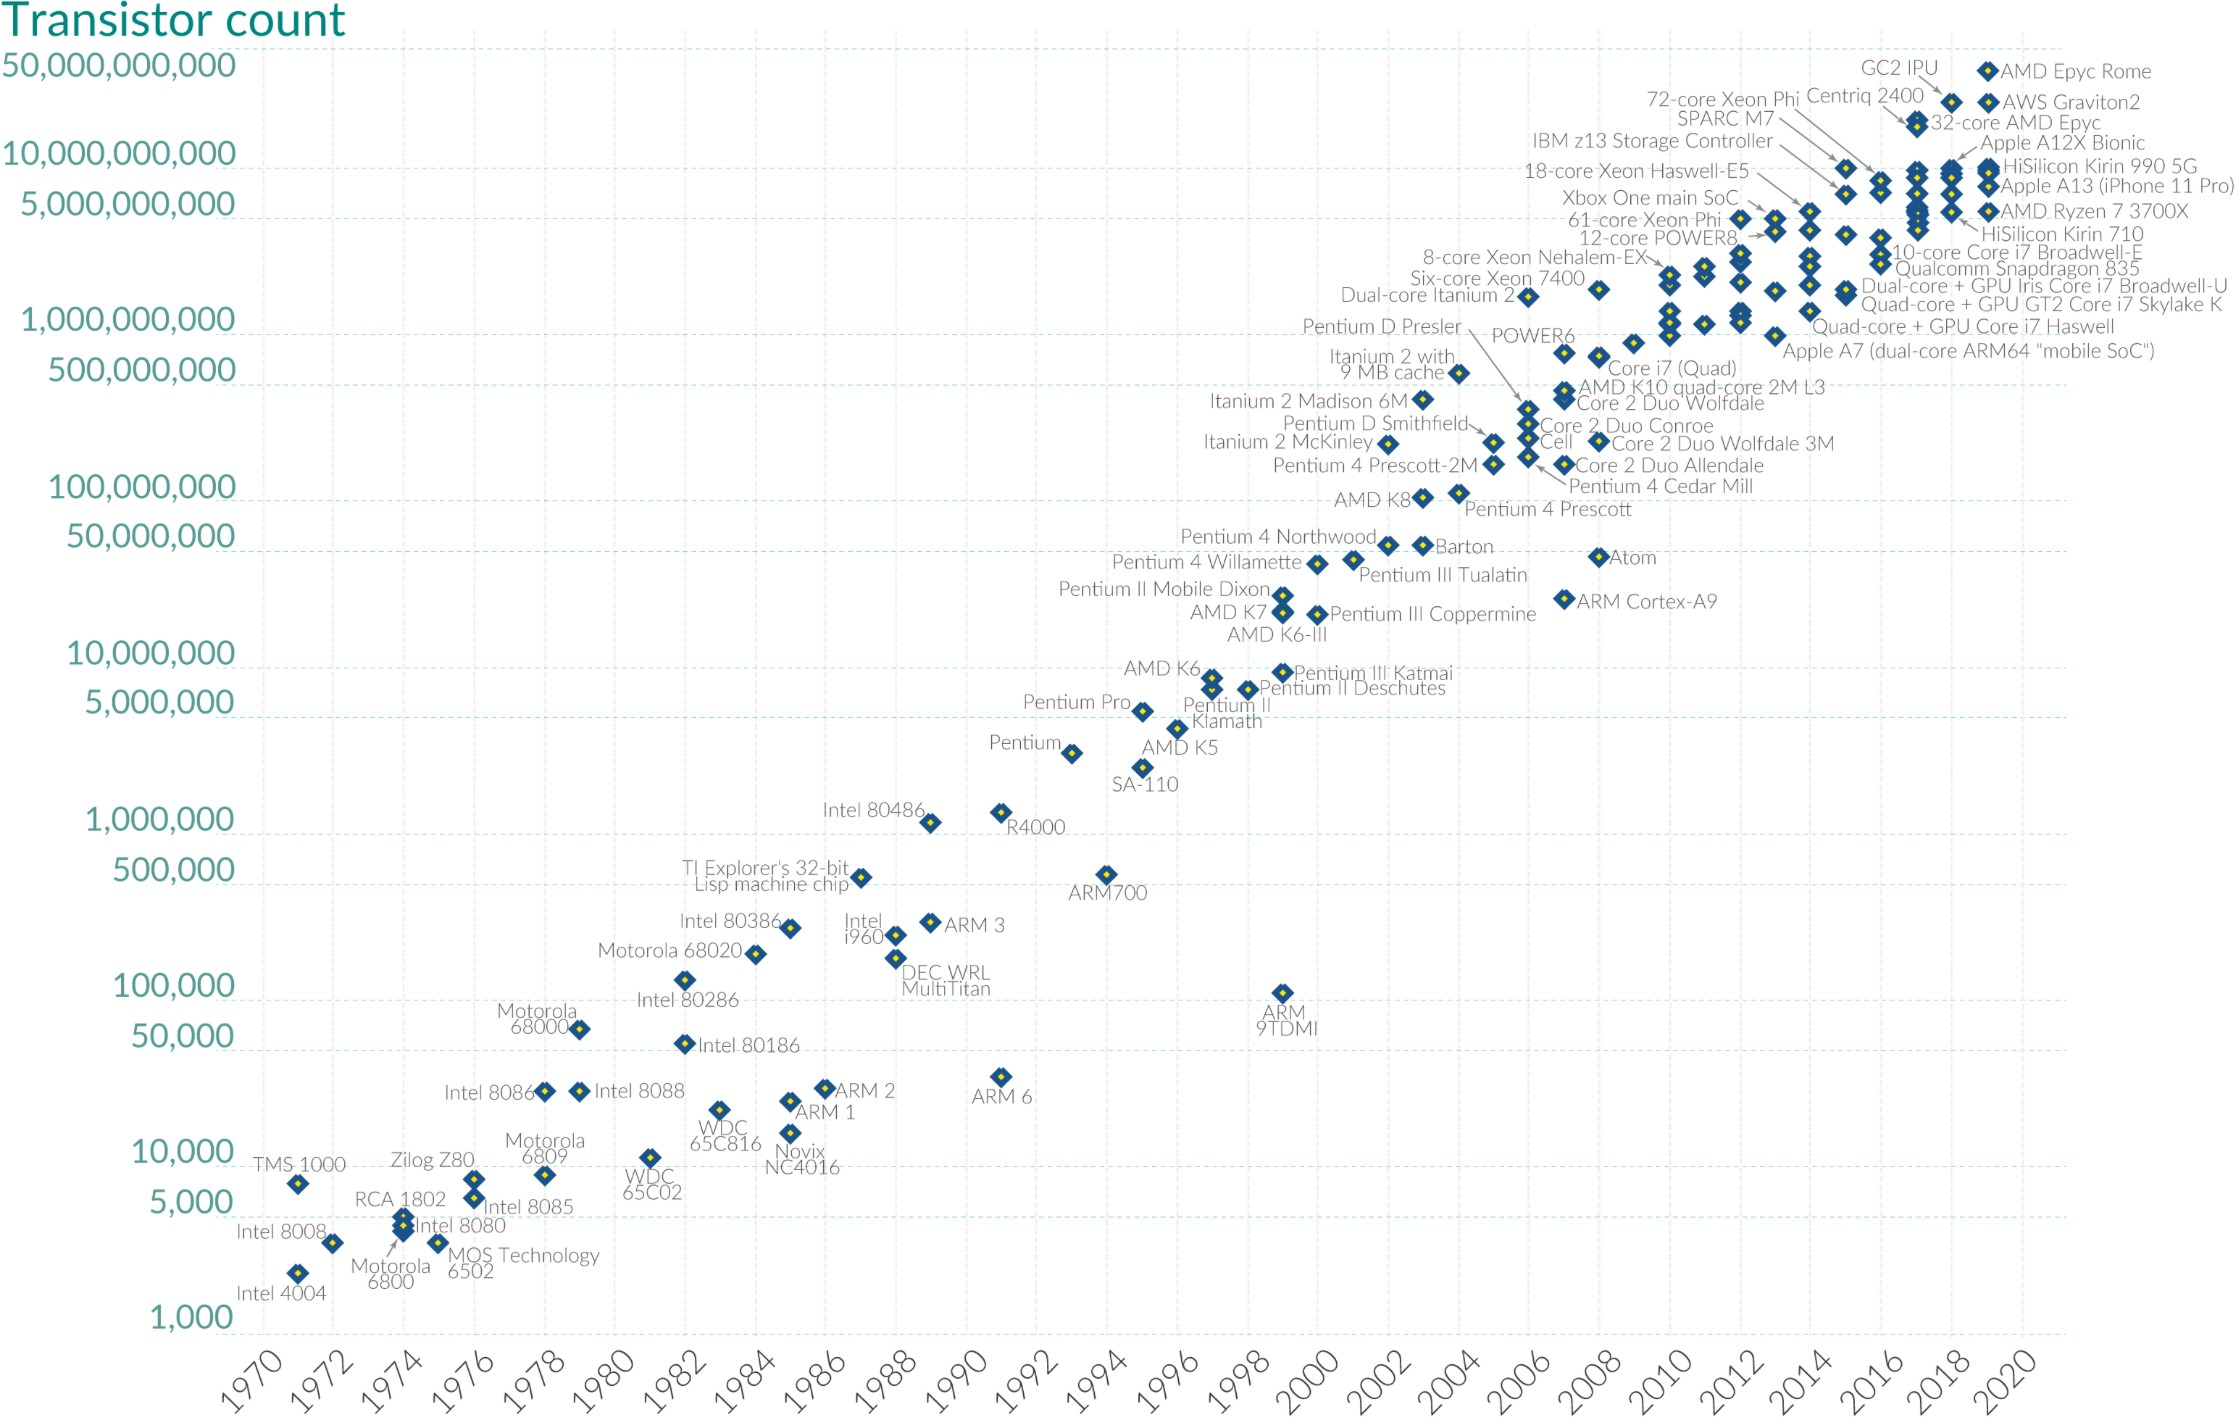 Transistor count
50,000,000,000
10,000,000,000
5,000,000,000
1,000,000,000
500,000,000
100,000,000
50,000,000
10,000,000
5,000,000
1,000,000
500,000
100,000
50,000
10,000
5,000
1,000
GC2 IPU
AMD Epyc Rome
72-core Xeon Phi
Centriq 2400
AWS Graviton2
SPARC M7
32-core AMD Epyc
IBM z13 Storage Controller
Apple A12X Bionic
18-core Xeon Haswell-E5
HiSilicon Kirin 990 5G
Xbox One main SoC
Apple A13 (iPhone 11 Pro)
61-core Xeon Phi
AMD Ryzen 7 3700X
12-core POWER8
HiSilicon Kirin 710
8-core Xeon Nehalem-EX
10-core Core i7 Broadwell-E
Six-core Xeon 7400
Qualcomm Snapdragon 835
Dual-core Itanium 2
Dual-core + GPU Iris Core i7 Broadwell-U
Quad-core + GPU GT2 Core i7 Skylake K
Pentium D Presler
POWER6
Quad-core + GPU Core i7 Haswell
Itanium 2 with
9 MB cache
Apple A7 (dual-core ARM64 "mobile SoC")
Core i7 (Quad)
AMD K10 quad-core 2M L3
Itanium 2 Madison 6M
Core 2 Duo Wolfdale
Pentium D Smithfield
Core 2 Duo Conroe
Itanium 2 McKinley
Cell
Core 2 Duo Wolfdale 3M
Pentium 4 Prescott-2M
Core 2 Duo Allendale
Pentium 4 Cedar Mill
AMD K8
Pentium 4 Prescott
Pentium 4 Northwood
Barton
Pentium 4 Willamette
Atom
Pentium III Tualatin
Pentium II Mobile Dixon
ARM Cortex-A9
AMD K7
Pentium III Coppermine
AMD K6-III
AMD K6
Pentium III Katmai
Pentium II Deschutes
Pentium Pro
Pentium II
Klamath
Pentium
AMD K5
SA-110
Intel 80486
R4000
TI Explorer's 32-bit
Lisp machine chip
ARM700
Intel 80386
Intel
i960
ARM 3
Motorola 68020
DEC WRL
MultiTitan
Intel 80286
Motorola
68000
ARM
9TDMI
Intel 80186
Intel 8086
Intel 8088
ARM 2
ARM 6
ARM 1
WDC
65C816
Novix
NC4016
Motorola
6809
TMS 1000
Zilog Z80
WDC
65C02
RCA 1802
Intel 8085
Intel 8008
Intel 8080
Motorola
6800
MOS Technology
6502
Intel 4004
1970
1972
1974
1976
1978
1980
1982
1984
1986
1988
1990
1992
1994
1996
1998
2000
2002
2004
2006
2008
2010
2012
2014
2016
2018
2020